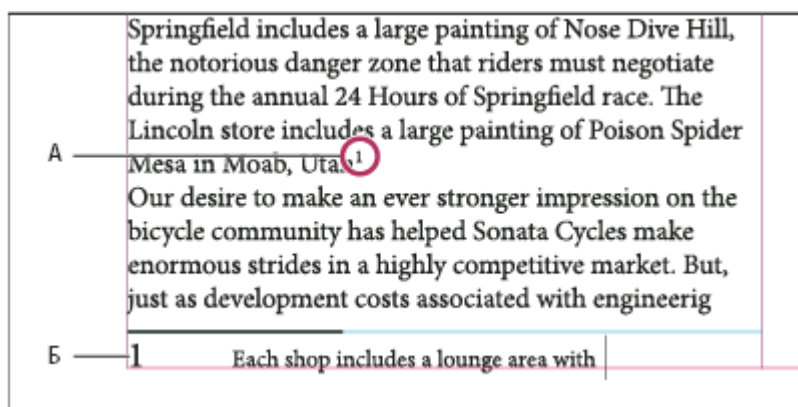 Springfield includes a large painting of Nose Dive Hill,
the notorious danger zone that riders must negotiate
during the annual 24 Hours of Springfield race. The
Lincoln store includes a large painting of Poison Spider
А Mesa in Moab, Utah¹
Our desire to make an ever stronger impression on the
bicycle community has helped Sonata Cycles make
enormous strides in a highly competitive market. But,
just as development costs associated with engineerig
Б 1 Each shop includes a lounge area with